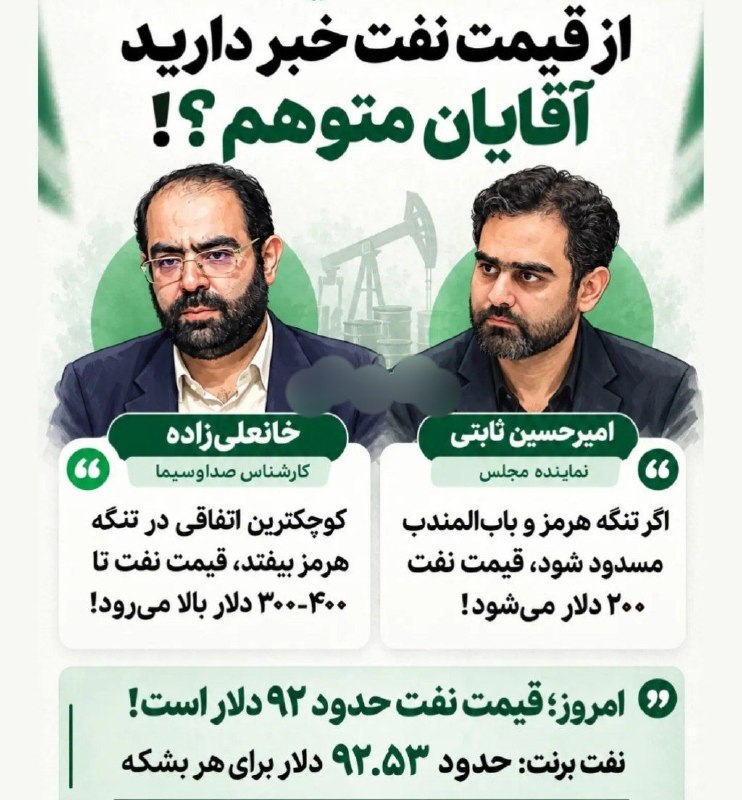 از قیمت نفت خبر دارید
آقایان متوهم؟!
امیرحسین ثابتی
نماینده مجلس
اگر تنگه هرمز و باب‌المندب
مسدود شود، قیمت نفت
۲۰۰ دلار می‌شود!
خانعلی‌زاده
کارشناس صداوسیما
کوچکترین اتفاقی در تنگه
هرمز بیفتد، قیمت نفت تا
۳۰۰-۴۰۰ دلار بالا می‌رود!
امروز؛ قیمت نفت حدود ۹۲ دلار است!
نفت برنت: حدود ۹۲.۵۳ دلار برای هر بشکه